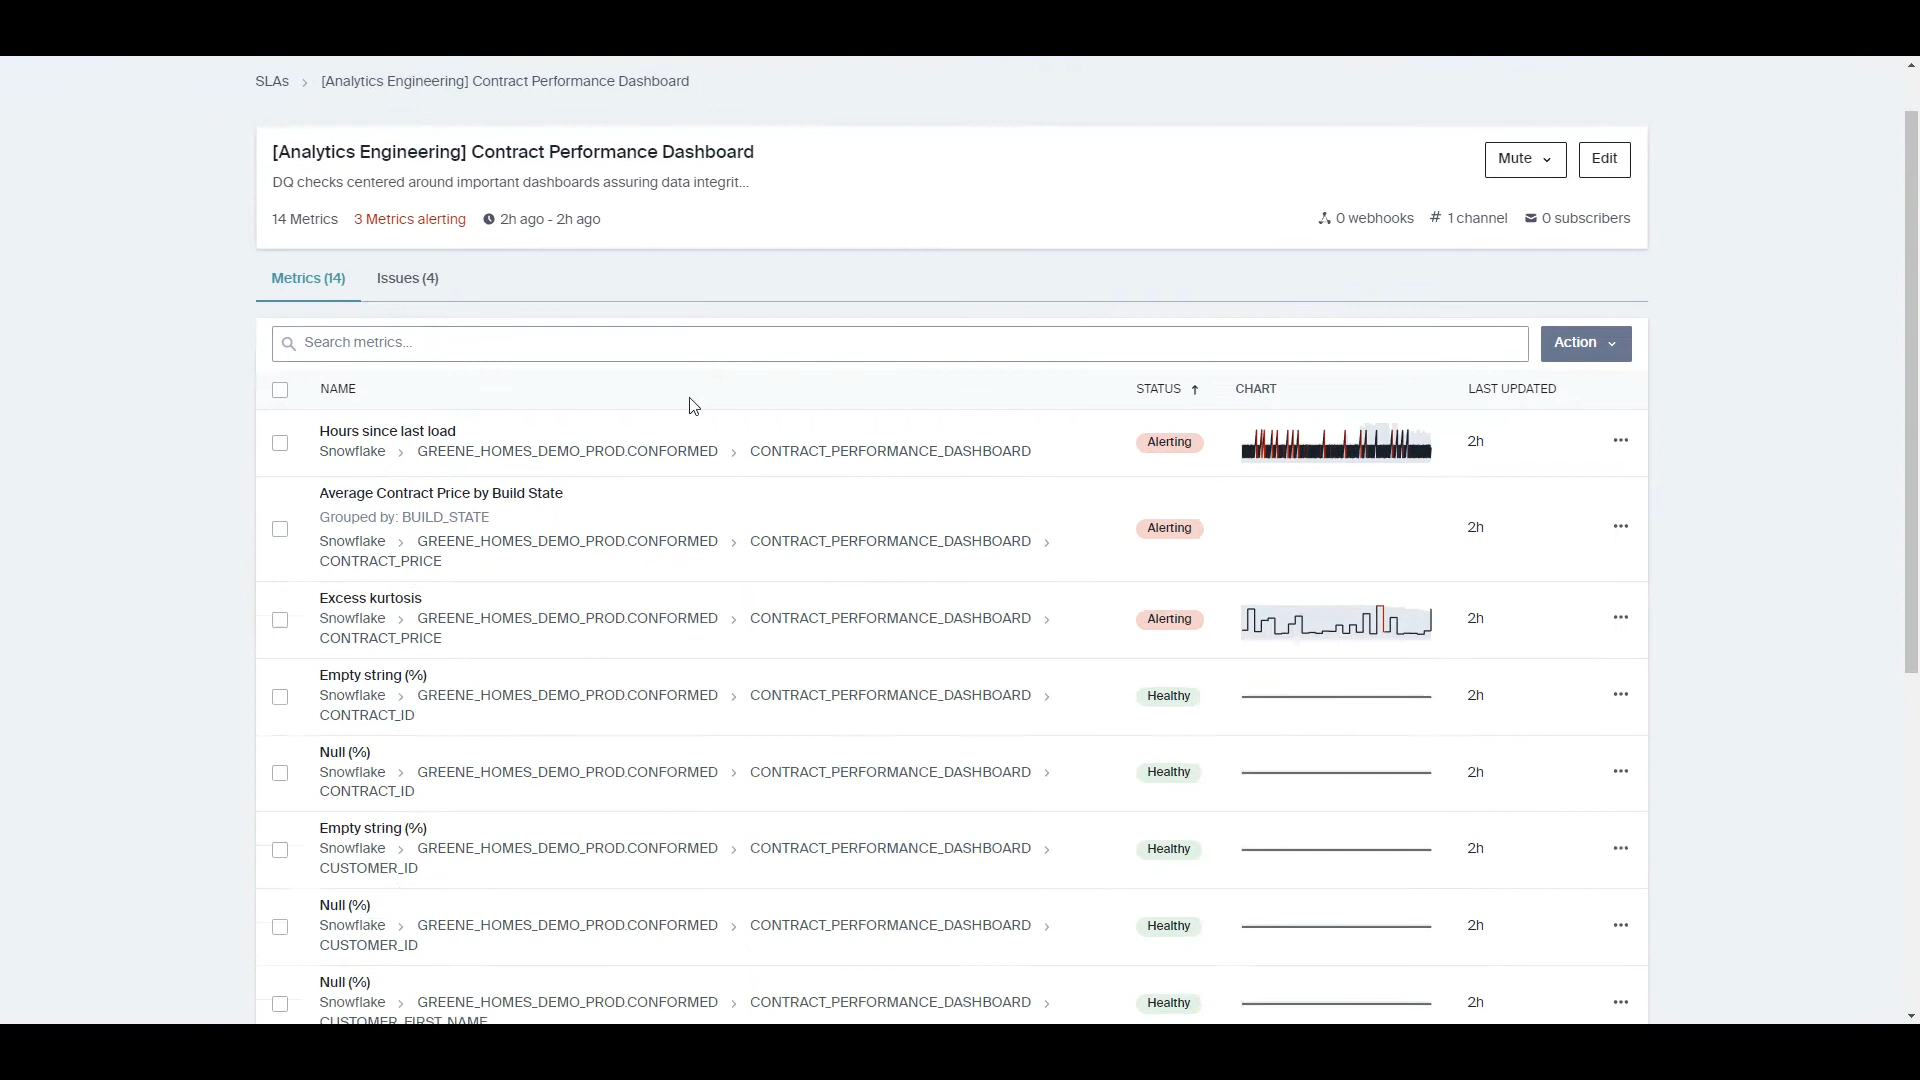 SLAs > [Analytics Engineering] Contract Performance Dashboard
[Analytics Engineering] Contract Performance Dashboard
Mute
Edit
DQ checks centered around important dashboards assuring data integrit...
14 Metrics 3 Metrics alerting 2h ago - 2h ago
0 webhooks # 1 channel 0 subscribers
Metrics (14) Issues (4)
Search metrics...
Action
NAME STATUS ↑ CHART LAST UPDATED
Hours since last load
Snowflake > GREENE_HOMES_DEMO_PROD.CONFORMED > CONTRACT_PERFORMANCE_DASHBOARD
Alerting 2h
Average Contract Price by Build State
Grouped by: BUILD_STATE
Snowflake > GREENE_HOMES_DEMO_PROD.CONFORMED > CONTRACT_PERFORMANCE_DASHBOARD >
CONTRACT_PRICE
Alerting 2h
Excess kurtosis
Snowflake > GREENE_HOMES_DEMO_PROD.CONFORMED > CONTRACT_PERFORMANCE_DASHBOARD >
CONTRACT_PRICE
Alerting 2h
Empty string (%)
Snowflake > GREENE_HOMES_DEMO_PROD.CONFORMED > CONTRACT_PERFORMANCE_DASHBOARD >
CONTRACT_ID
Healthy 2h
Null (%)
Snowflake > GREENE_HOMES_DEMO_PROD.CONFORMED > CONTRACT_PERFORMANCE_DASHBOARD >
CONTRACT_ID
Healthy 2h
Empty string (%)
Snowflake > GREENE_HOMES_DEMO_PROD.CONFORMED > CONTRACT_PERFORMANCE_DASHBOARD >
CUSTOMER_ID
Healthy 2h
Null (%)
Snowflake > GREENE_HOMES_DEMO_PROD.CONFORMED > CONTRACT_PERFORMANCE_DASHBOARD >
CUSTOMER_ID
Healthy 2h
Null (%)
Snowflake > GREENE_HOMES_DEMO_PROD.CONFORMED > CONTRACT_PERFORMANCE_DASHBOARD >
CUSTOMER_FIRST_NAME
Healthy 2h